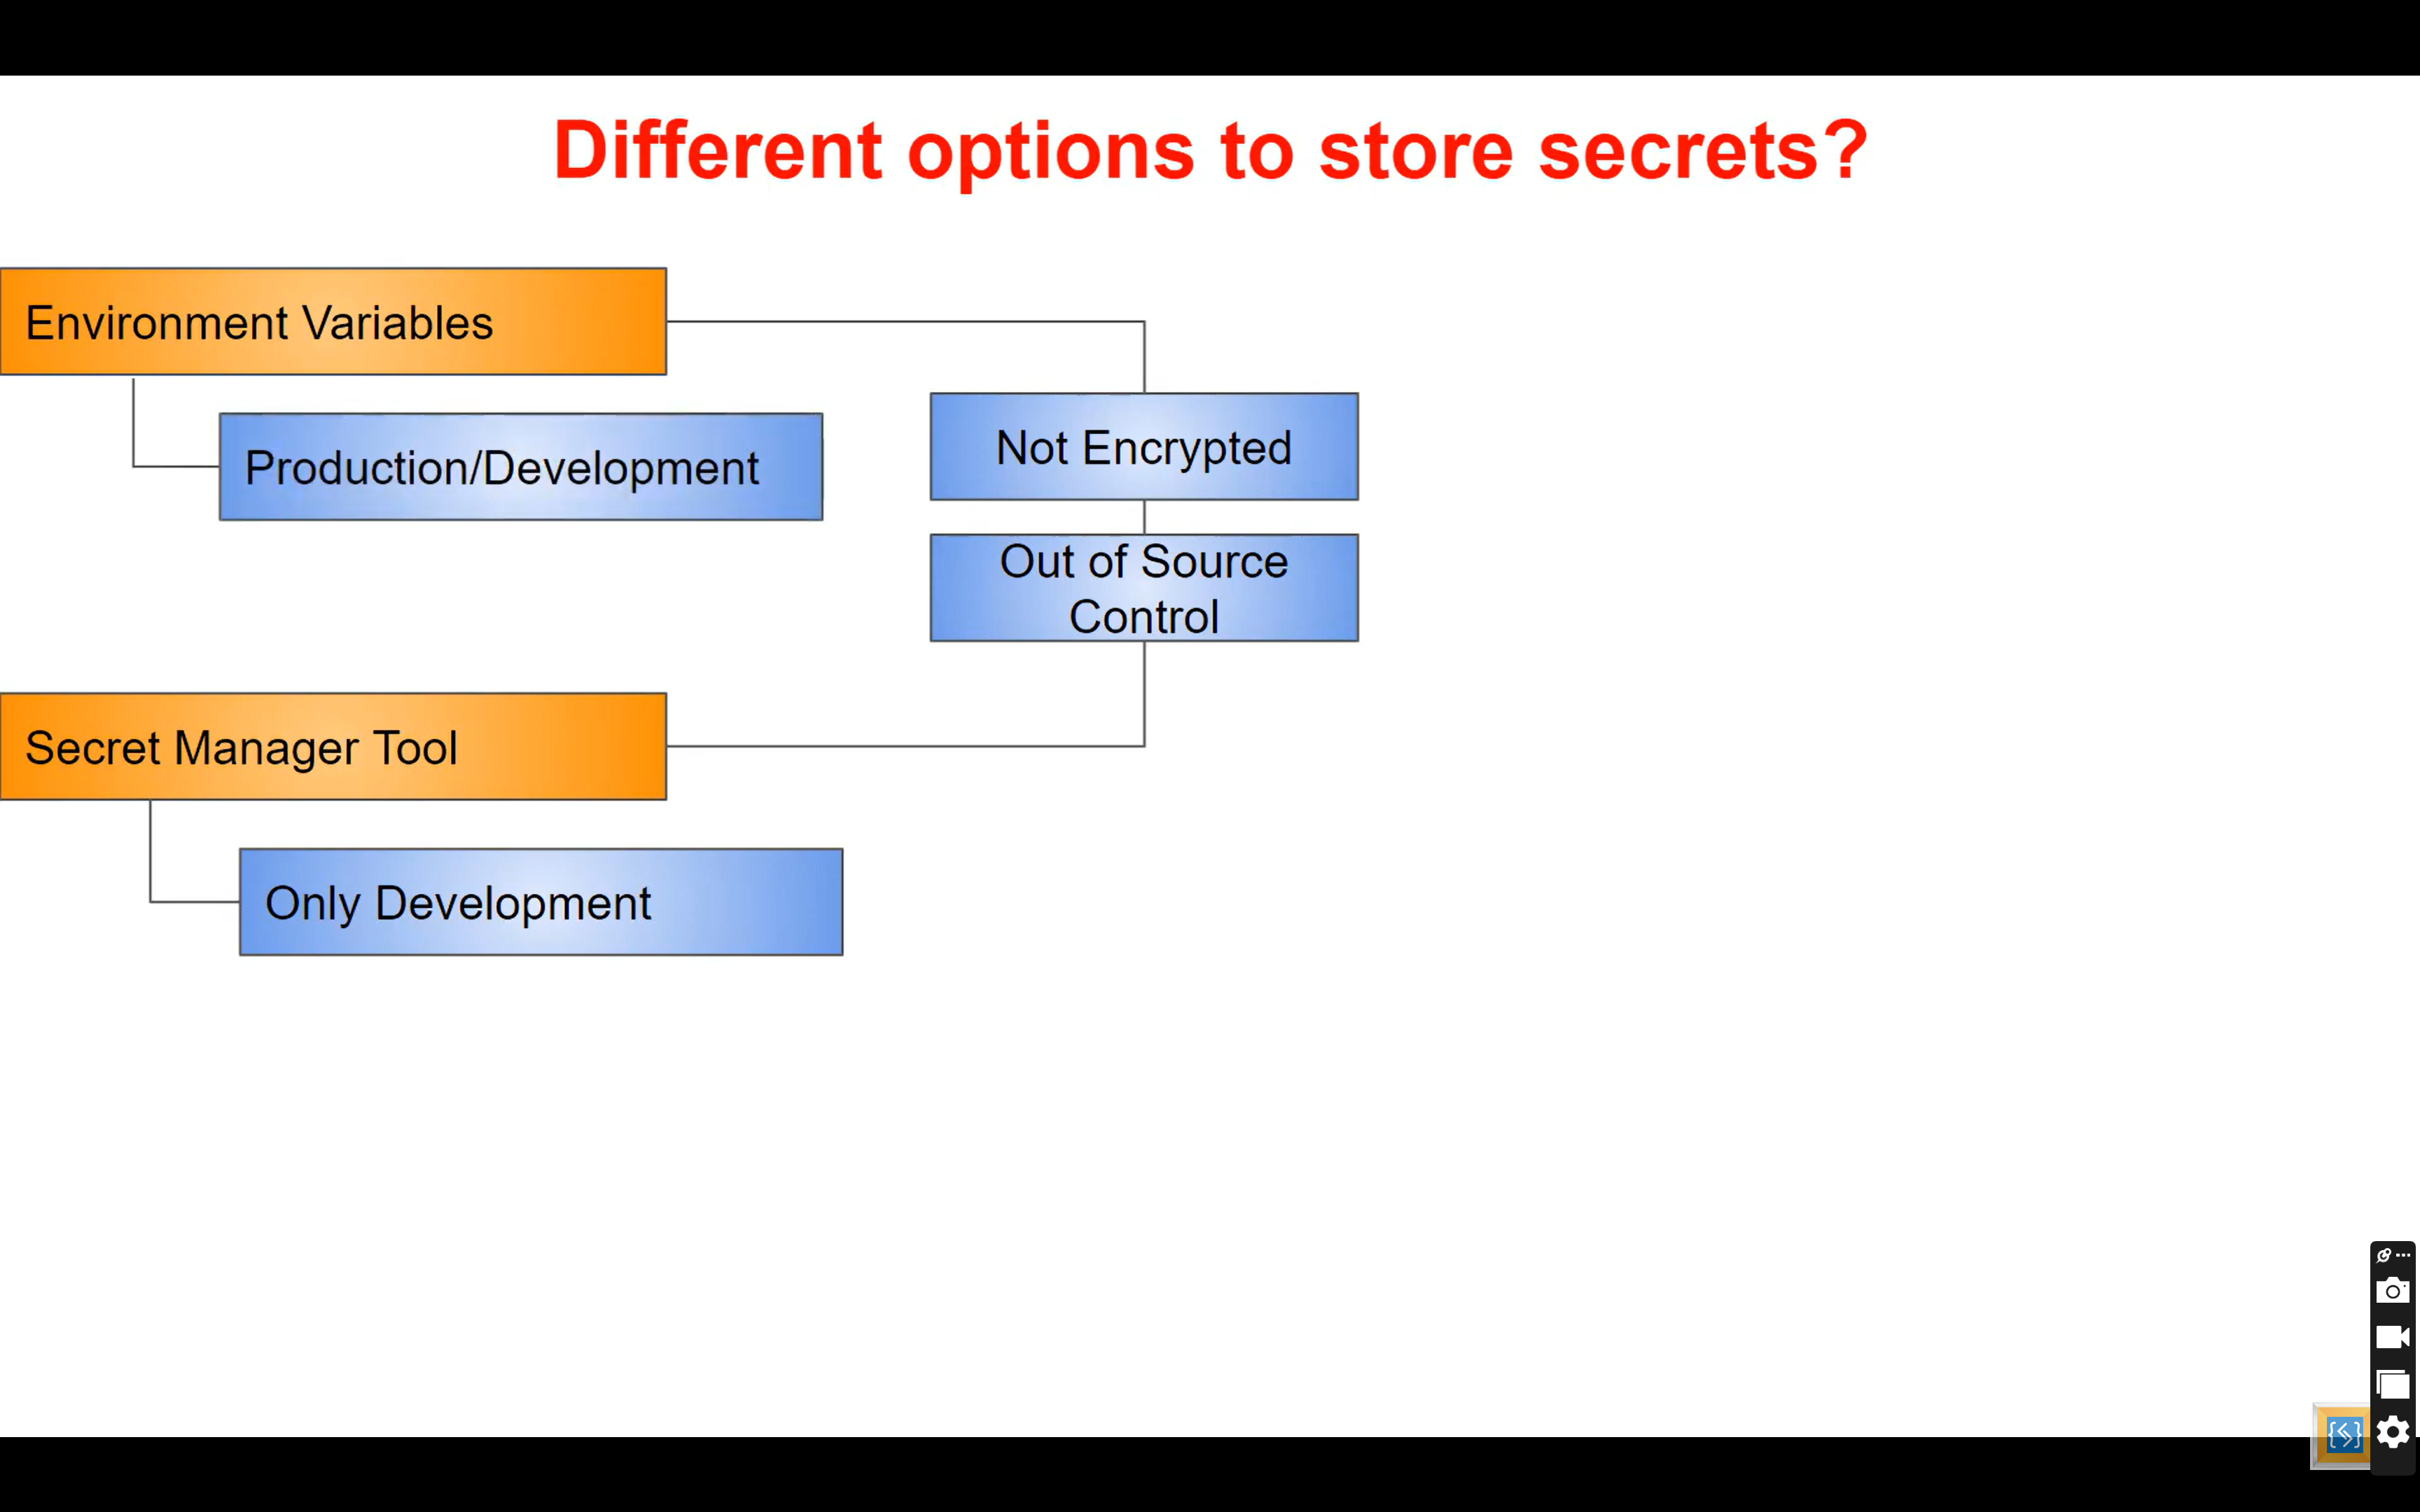 Different options to store secrets?
Environment Variables
Production/Development
Not Encrypted
Out of Source
Control
Secret Manager Tool
Only Development